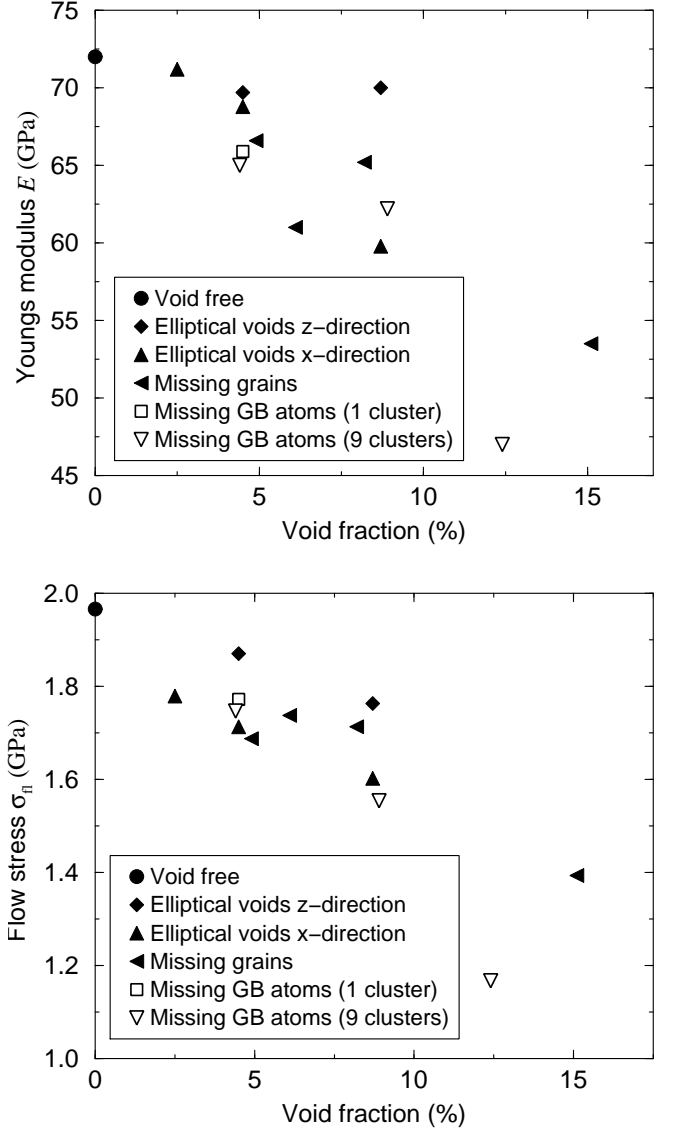 75
70
65
60
55
50
45
Youngs modulus E (GPa)
Void free
Elliptical voids z−direction
Elliptical voids x−direction
Missing grains
Missing GB atoms (1 cluster)
Missing GB atoms (9 clusters)
0 5 10 15
Void fraction (%)
2.0
1.8
1.6
1.4
1.2
1.0
Flow stress σfl (GPa)
Void free
Elliptical voids z−direction
Elliptical voids x−direction
Missing grains
Missing GB atoms (1 cluster)
Missing GB atoms (9 clusters)
0 5 10 15
Void fraction (%)